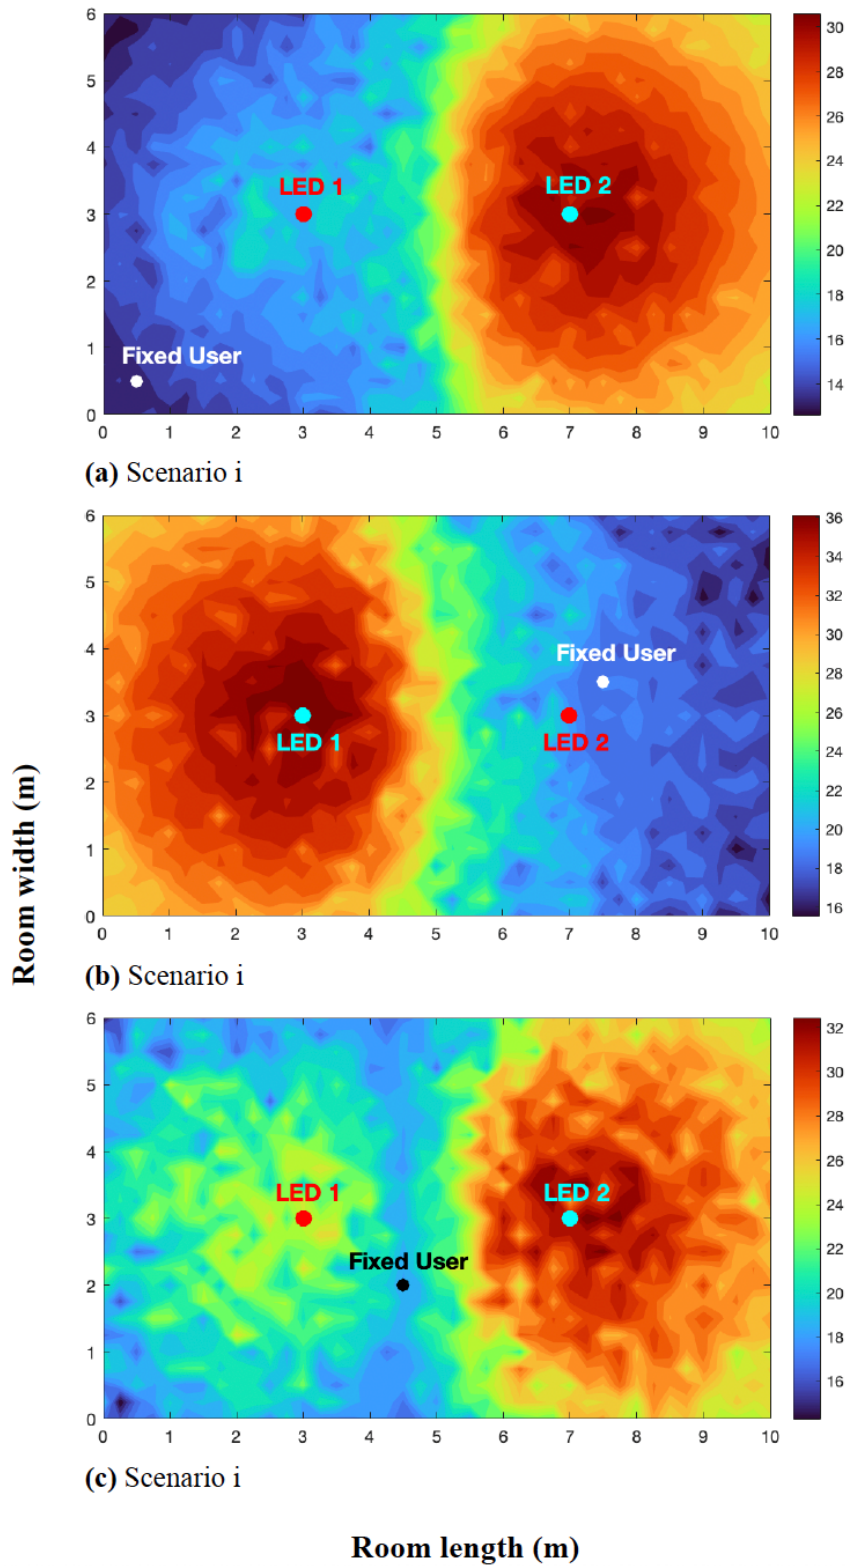 6
5
4
3
2
1
0
LED 1
LED 2
Fixed User
0 1 2 3 4 5 6 7 8 9 10
30
28
26
24
22
20
18
16
14
(a) Scenario i
6
5
4
3
2
1
0
Fixed User
LED 1
LED 2
0 1 2 3 4 5 6 7 8 9 10
36
34
32
30
28
26
24
22
20
18
16
(b) Scenario i
Room width (m)
6
5
4
3
2
1
0
LED 1
LED 2
Fixed User
0 1 2 3 4 5 6 7 8 9 10
32
30
28
26
24
22
20
18
16
(c) Scenario i
Room length (m)